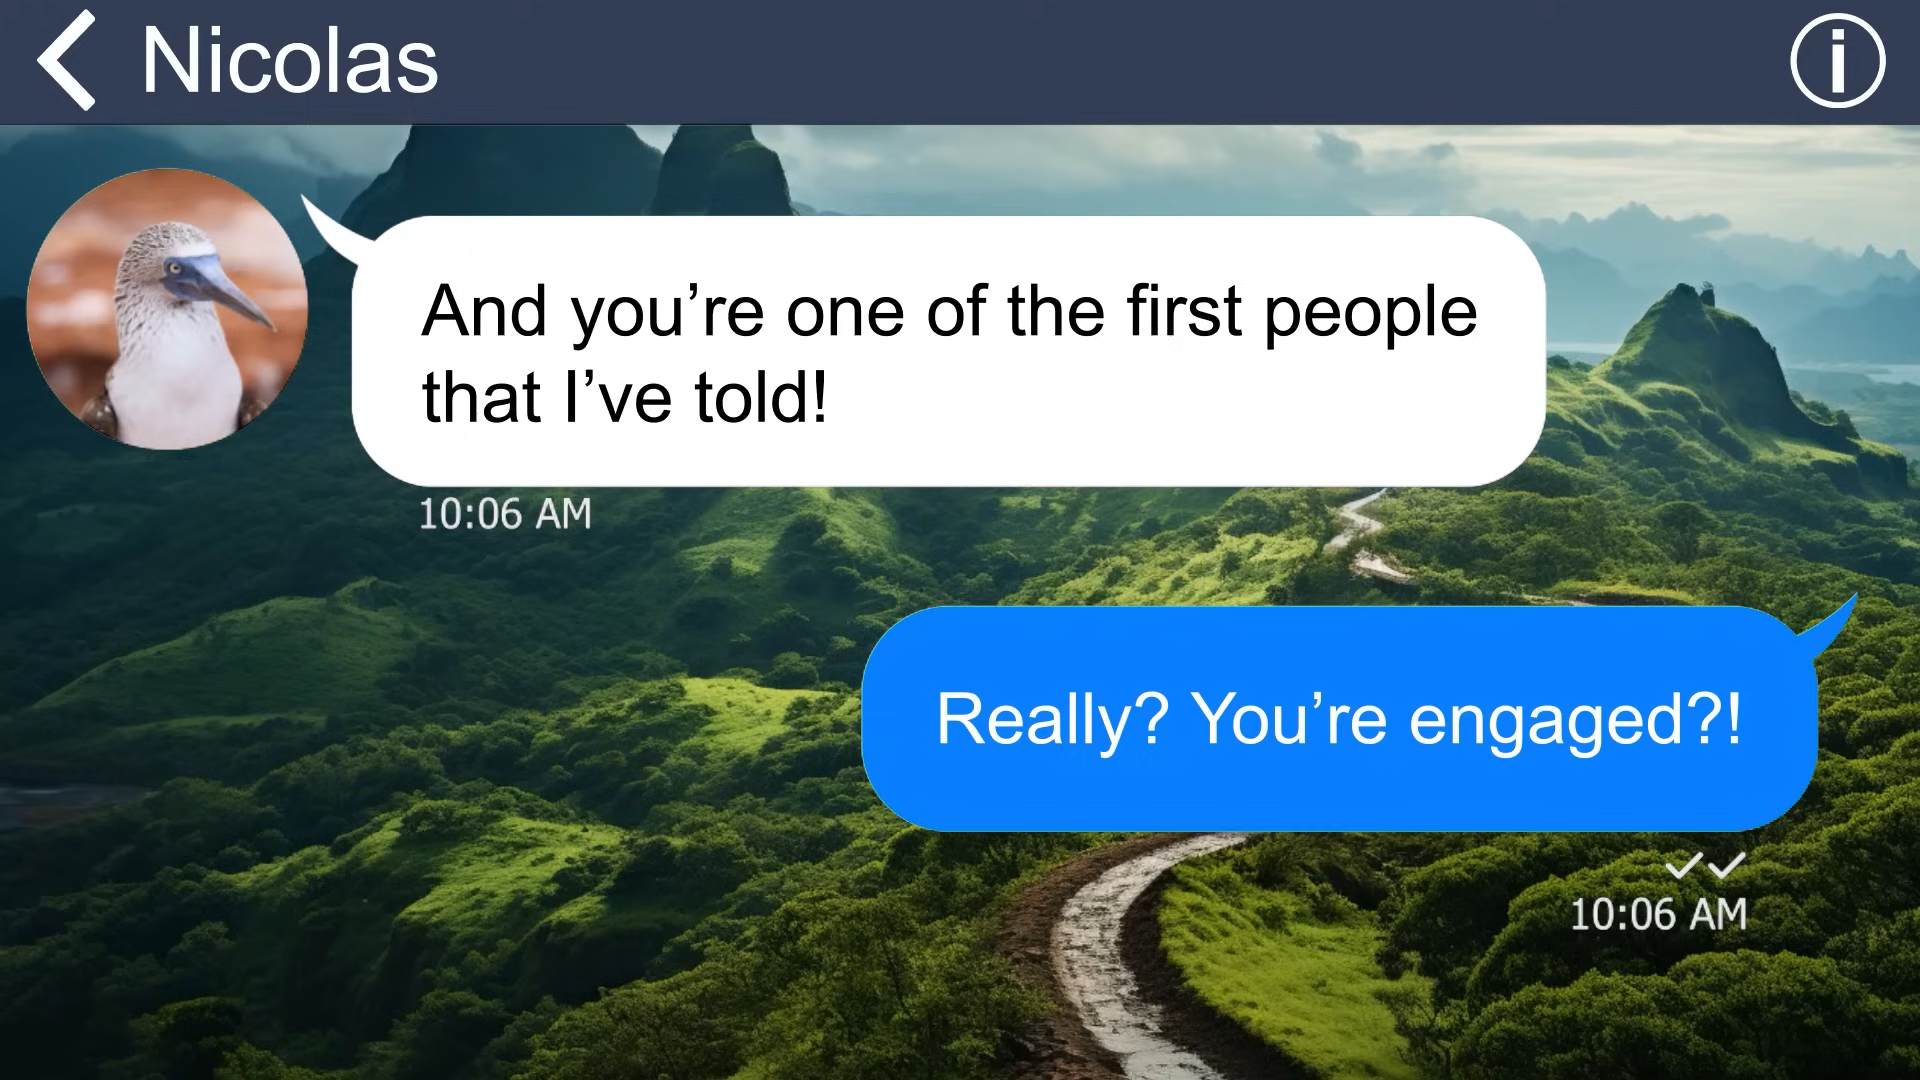 Nicolas
And you’re one of the first people
that I’ve told!
10:06 AM
Really? You’re engaged?!
10:06 AM